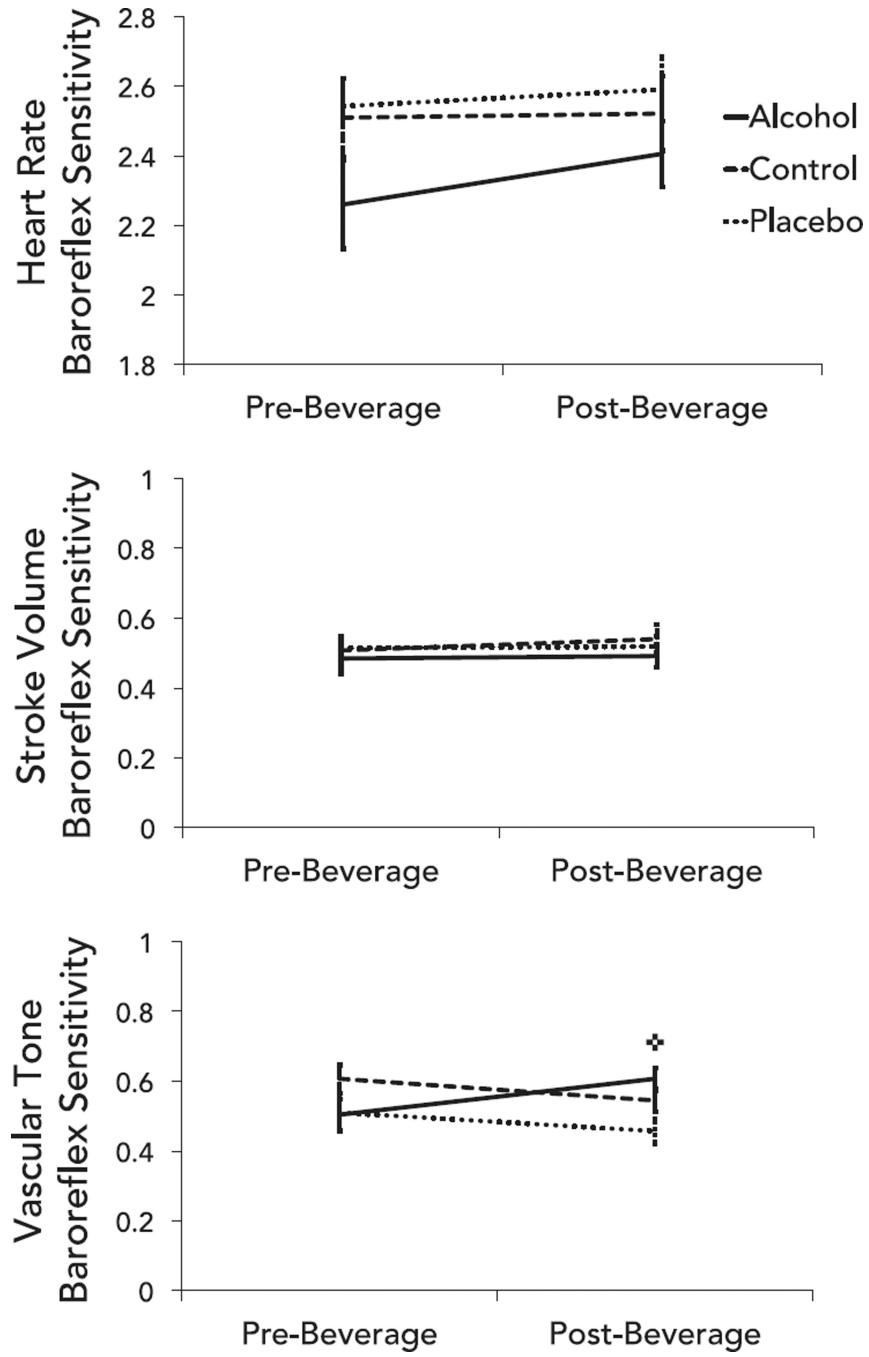 Heart Rate
Baroreflex Sensitivity
2.8
2.6
2.4
2.2
2
1.8
Alcohol
Control
Placebo
Pre-Beverage
Post-Beverage
Stroke Volume
Baroreflex Sensitivity
1
0.8
0.6
0.4
0.2
0
Pre-Beverage
Post-Beverage
Vascular Tone
Baroreflex Sensitivity
1
0.8
0.6
0.4
0.2
0
Pre-Beverage
Post-Beverage